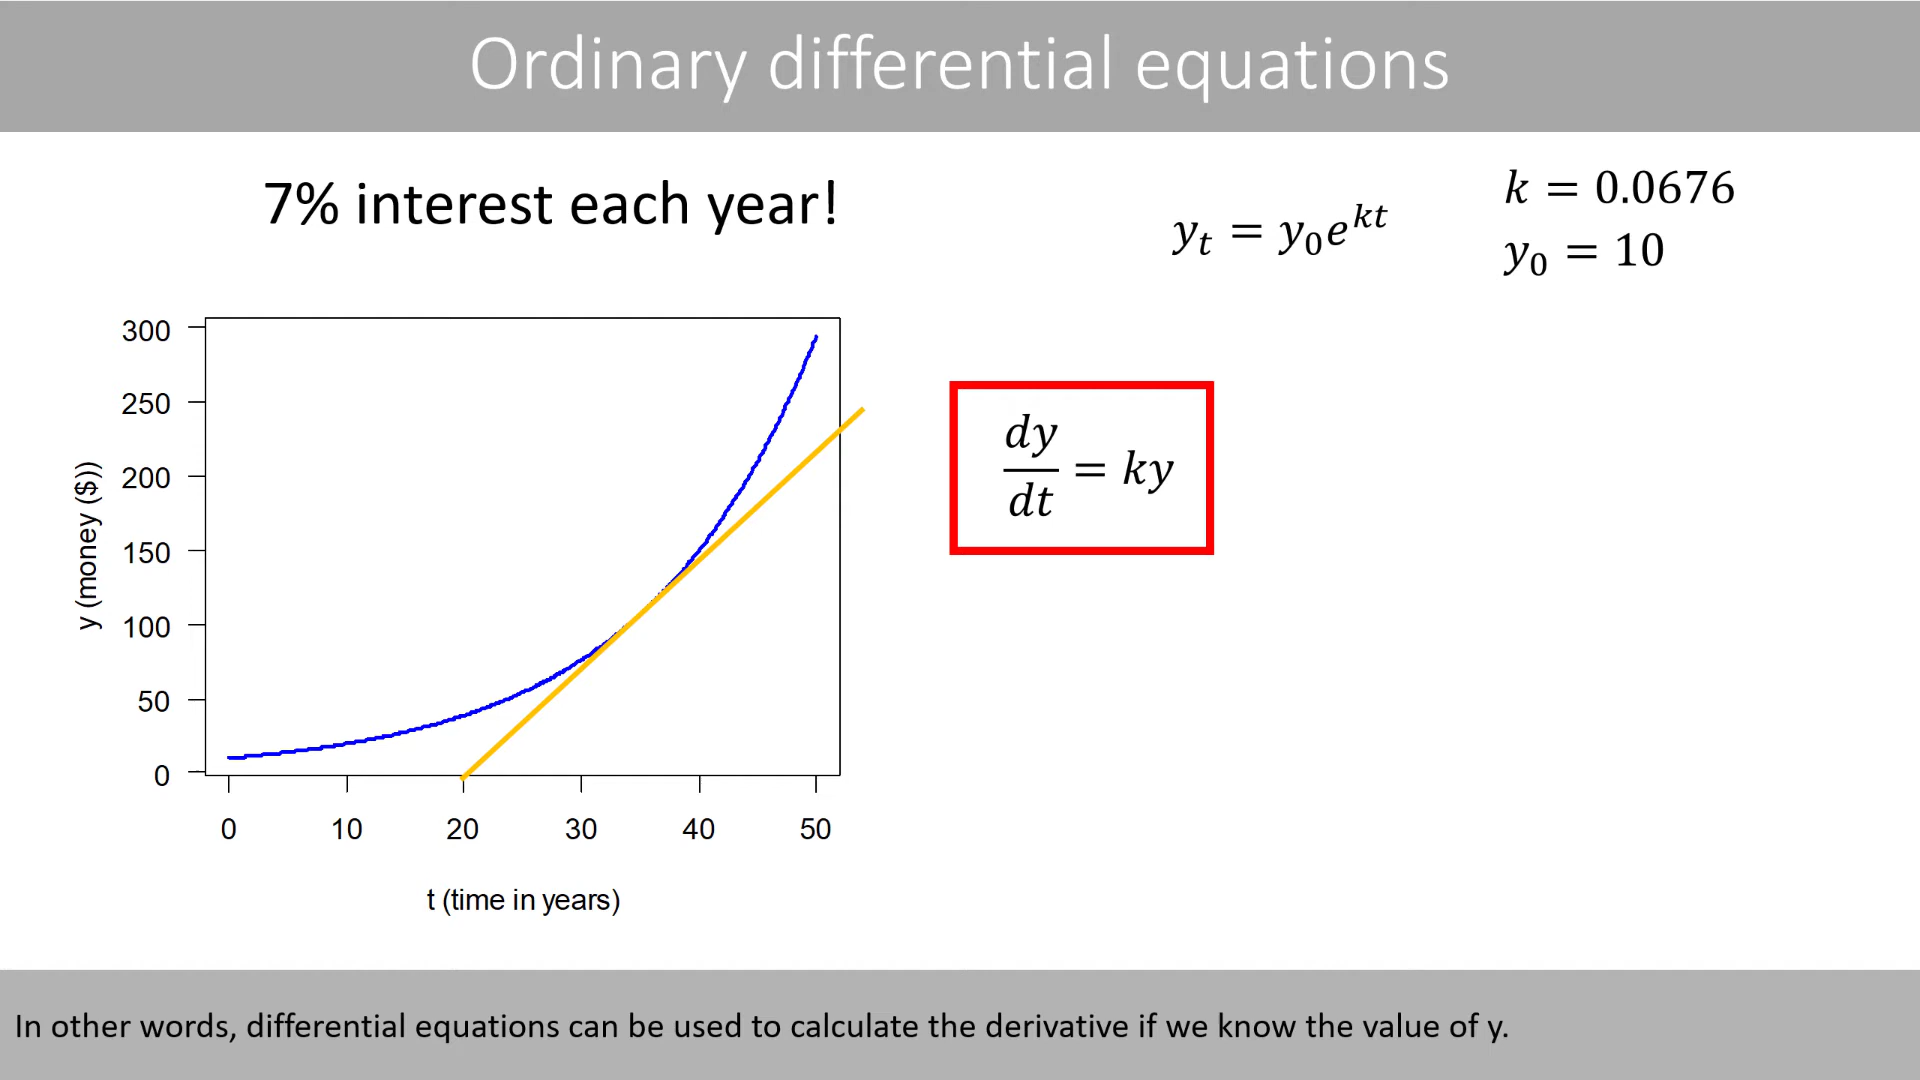 Ordinary differential equations
7% interest each year!
y_t = y_0 e^{kt}
k = 0.0676
y_0 = 10
300
250
200
150
100
50
0
y (money ($))
0 10 20 30 40 50
t (time in years)
dy/dt = ky
In other words, differential equations can be used to calculate the derivative if we know the value of y.